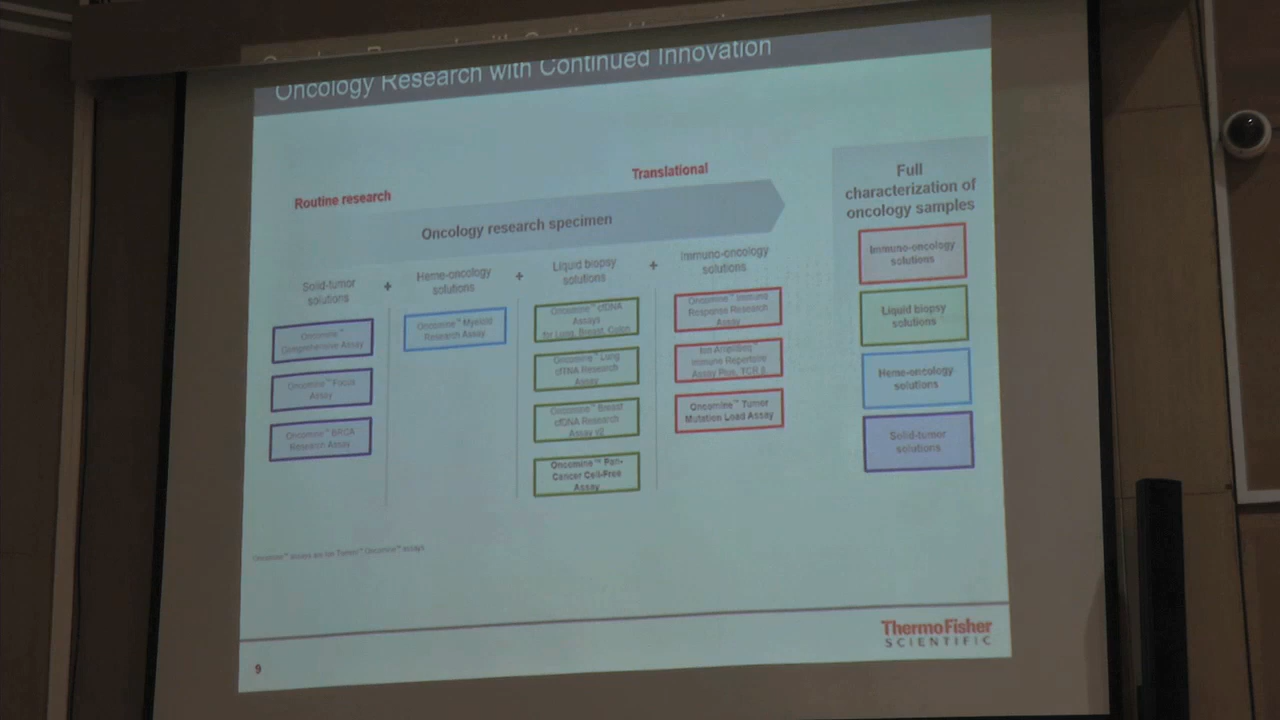 Oncology Research with Continued Innovation
Routine research
Translational
Oncology research specimen
Solid-tumor
solutions
+
Heme-oncology
solutions
+
Liquid biopsy
solutions
+
Immuno-oncology
solutions
Oncomine™
Comprehensive Assay
Oncomine™ Focus
Assay
Oncomine™ BRCA
Research Assay
Oncomine™ Myeloid
Research Assay
Oncomine™ cfDNA
Assays
for Lung, Breast, Colon
Oncomine™ Lung
cfTNA Research
Assay
Oncomine™ Breast
cfDNA Research
Assay v2
Oncomine™ Pan-
Cancer Cell-Free
Assay
Oncomine™ Immune
Response Research
Assay
Ion AmpliSeq™
Immune Repertoire
Assay Plus, TCR β
Oncomine™ Tumor
Mutation Load Assay
Full
characterization of
oncology samples
Immuno-oncology
solutions
Liquid biopsy
solutions
Heme-oncology
solutions
Solid-tumor
solutions
9
ThermoFisher
SCIENTIFIC